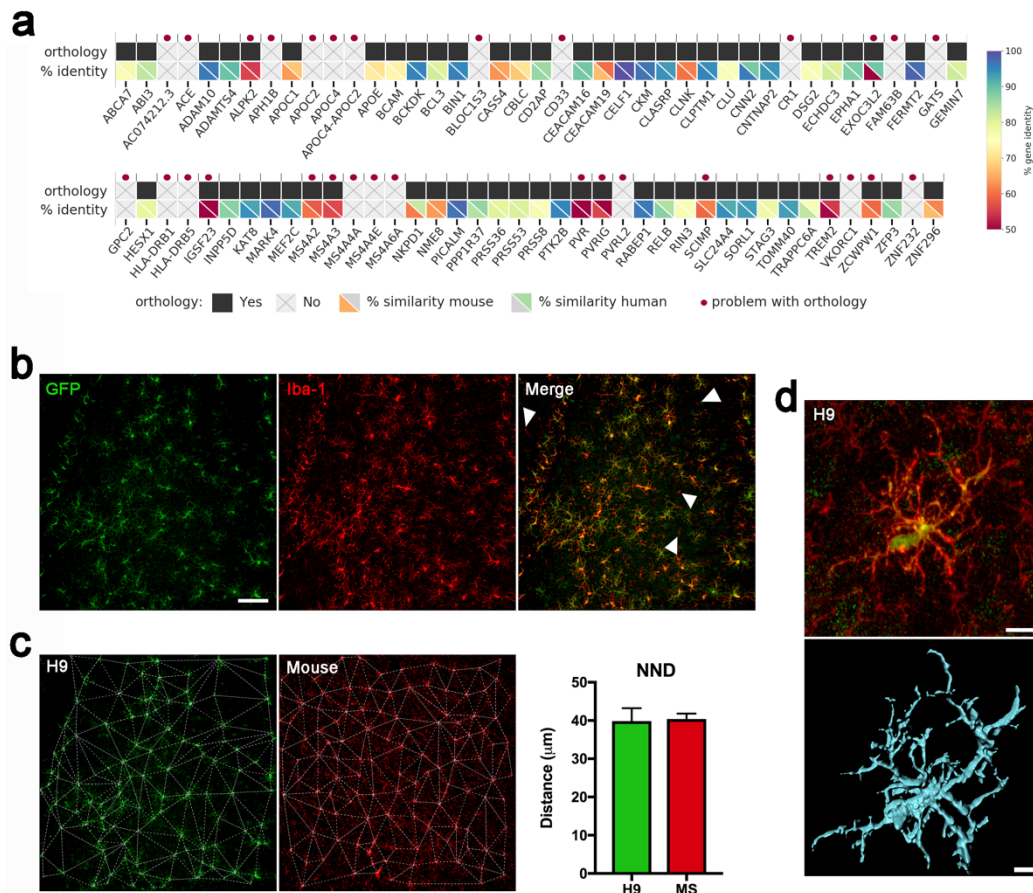 a
orthology
% identity
ABCA7 ABI3 AC074212.3 ACE ADAM10 ADAMTS4 ALPK2 APH1B APOC1 APOC2 APOC4 APOC4-APOC2 APOE BCAM BCKDK BCL3 BIN1 BLOC1S3 CASS4 CBLC CD2AP CD33 CEACAM16 CEACAM19 CELF1 CKM CLASRP CLNK CLPTM1 CLU CNN2 CNTNAP2 CR1 DSG2 ECHDC3 EPHA1 EXOC3L2 FAM63B FERMT2 GATS GEMIN7
100
90
80
70
60
50
% gene identity
orthology
% identity
GPC2 HESX1 HLA-DRB1 HLA-DRB5 IGSF23 INPP5D KAT8 MARK4 MEF2C MS4A2 MS4A3 MS4A4A MS4A4E MS4A6A NKPD1 NME8 PICALM PPP1R37 PRSS36 PRSS53 PRSS8 PTK2B PVR PVRIG PVRL2 RABEP1 RELB RIN3 SCIMP SLC24A4 SORL1 STAG3 TOMM40 TRAPPC6A TREM2 VKORC1 ZCWPW1 ZFP3 ZNF232 ZNF296
orthology: Yes No % similarity mouse % similarity human problem with orthology
b
GFP Iba-1 Merge
d
H9
c
H9 Mouse
NND
Distance (μm)
50
40
30
20
10
0
H9 MS